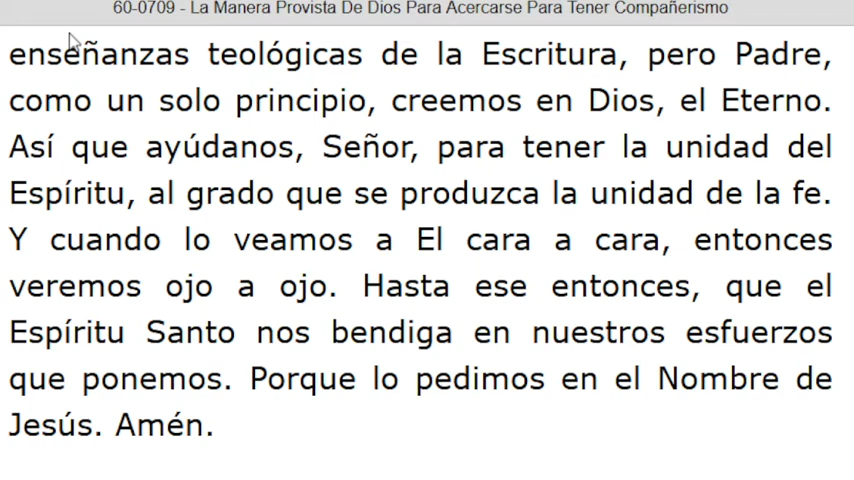 60-0709 - La Manera Provista De Dios Para Acercarse Para Tener Compañerismo
enseñanzas teológicas de la Escritura, pero Padre,
como un solo principio, creemos en Dios, el Eterno.
Así que ayúdanos, Señor, para tener la unidad del
Espíritu, al grado que se produzca la unidad de la fe.
Y cuando lo veamos a El cara a cara, entonces
veremos ojo a ojo. Hasta ese entonces, que el
Espíritu Santo nos bendiga en nuestros esfuerzos
que ponemos. Porque lo pedimos en el Nombre de
Jesús. Amén.